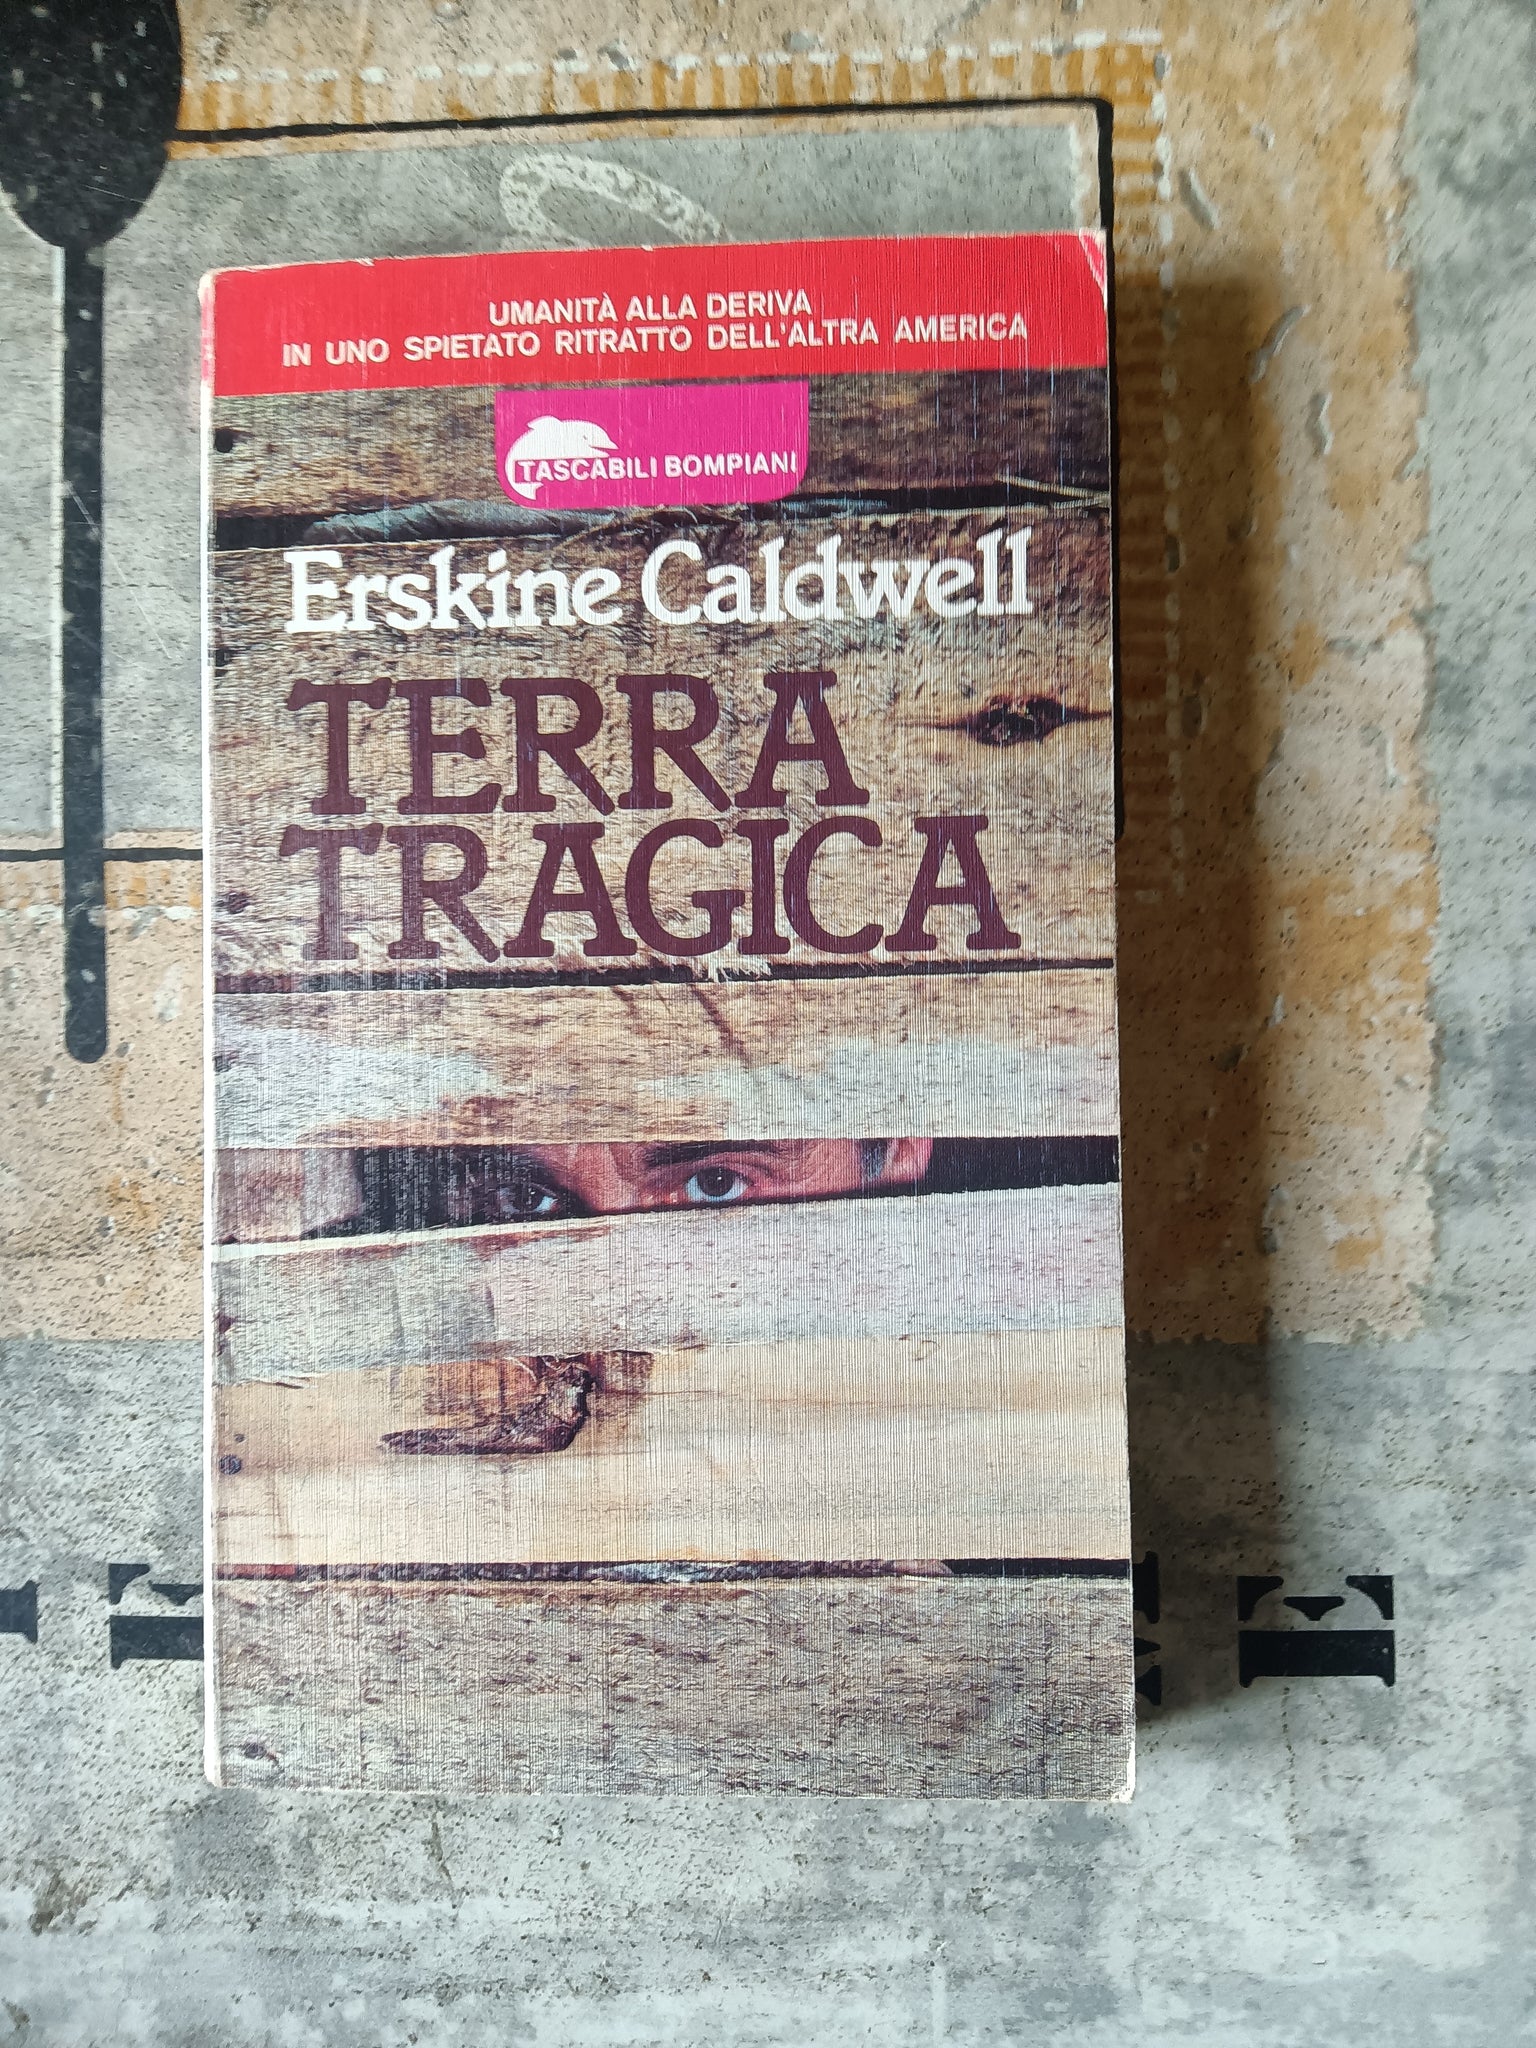 UMANITÀ ALLA DERIVA
IN UNO SPIETATO RITRATTO DELL'ALTRA AMERICA
TASCABILI BOMPIANI
Erskine Caldwell
TERRA
TRAGICA